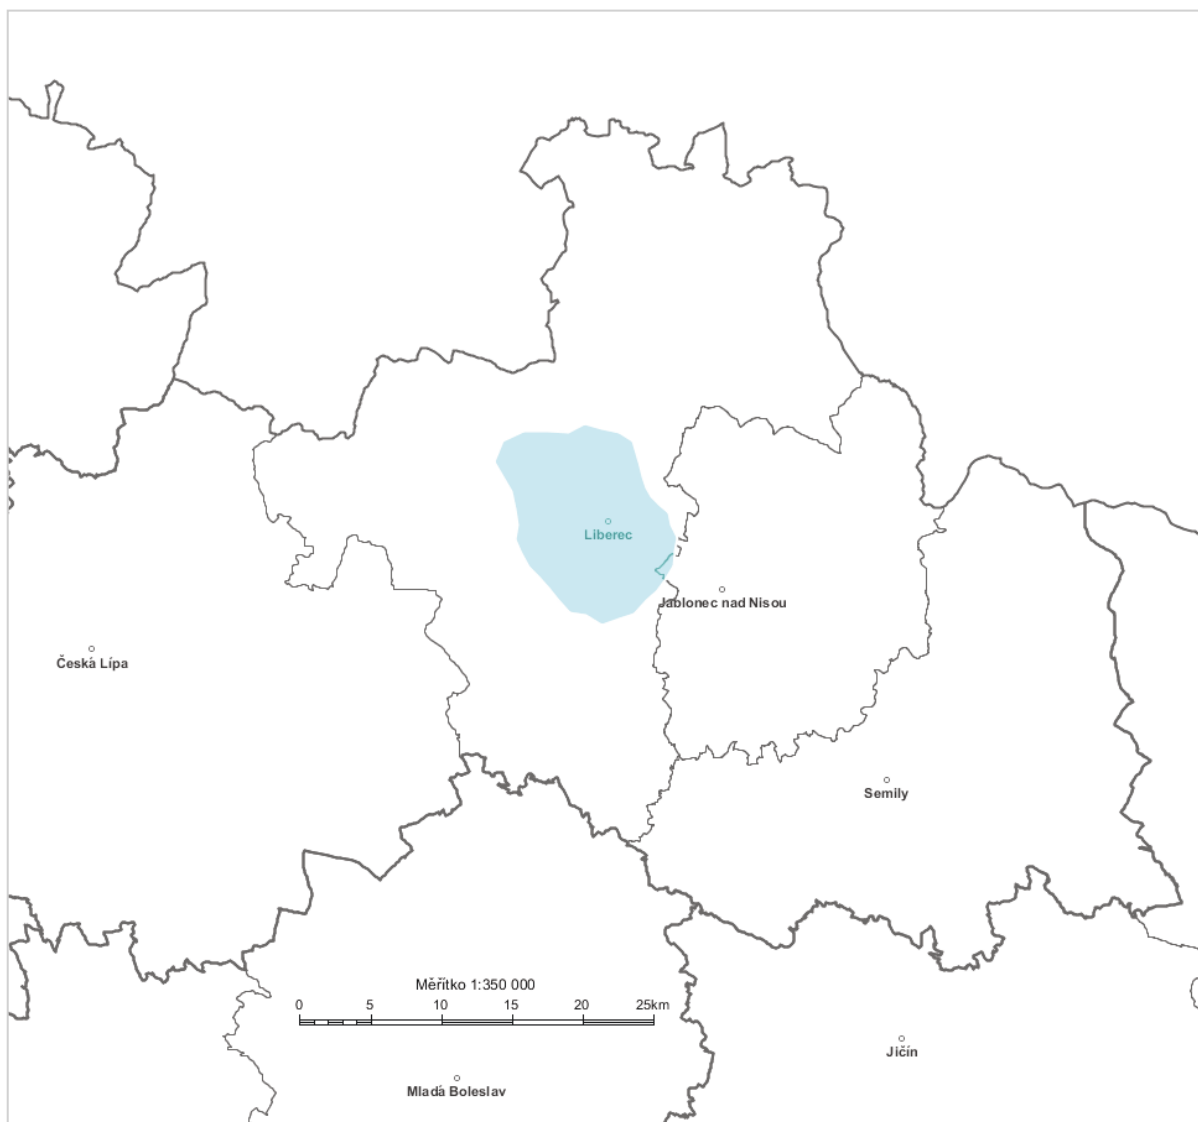 Liberec
Jablonec nad Nisou
Česká Lípa
Semily
Měřítko 1:350 000
0 5 10 15 20 25km
Jičín
Mladá Boleslav